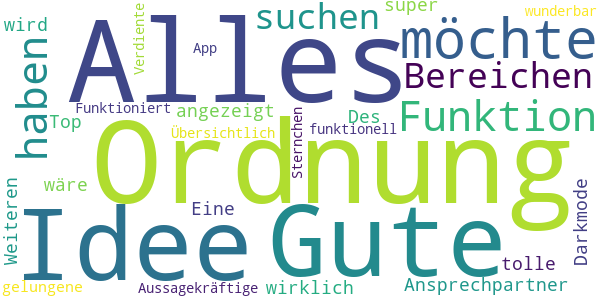 wird
Alles
Verdiente
App
suchen
super
wunderbar
möchte
haben
Bereichen
Funktioniert
angezeigt
Top
Übersichtlich
Sternchen
funktionell
Des
Funktion
Ordnung
wäre
Eine
Weiteren
Idee
Gute
Darkmode
tolle
gelungene
Aussagekräftige
wirklich
Ansprechpartner